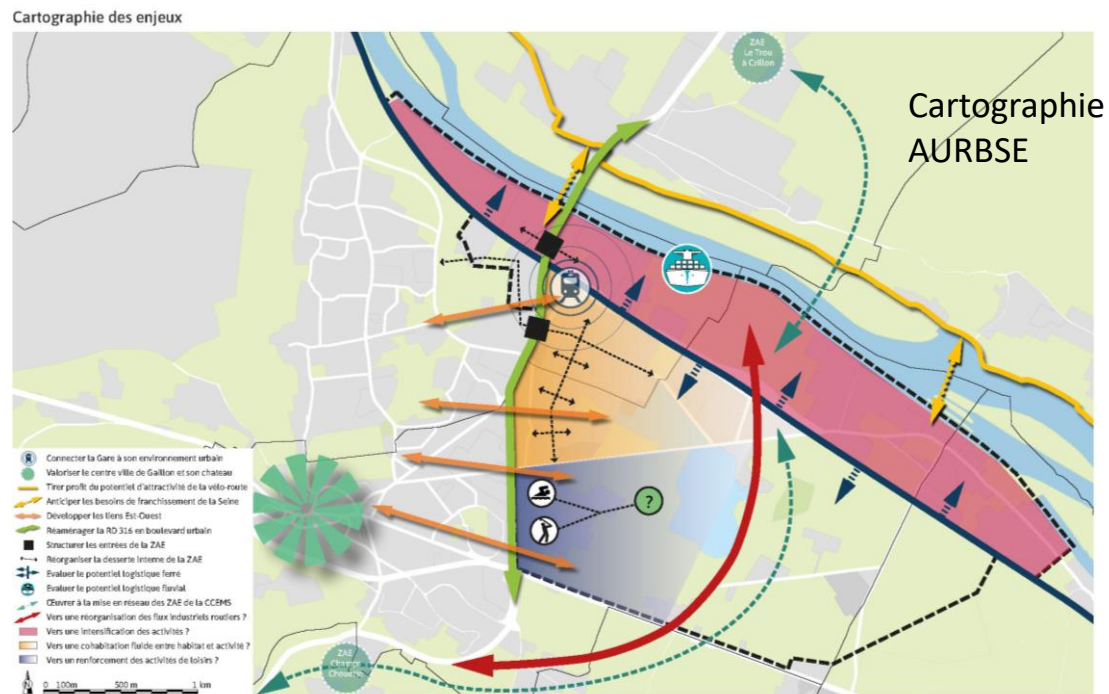 Cartographie des enjeux
ZAE
Le Trou
à Crillon
Cartographie
AURBSE
?
Connecter la Gare à son environnement urbain
Valoriser le centre ville de Gaillon et son chateau
Tirer profit du potentiel d'attractivité de la vélo-route
Anticiper les besoins de franchissement de la Seine
Développer les liens Est-Ouest
Réaménager la RD 316 en boulevard urbain
Structurer les entrées de la ZAE
Réorganiser la desserte interne de la ZAE
Evaluer le potentiel logistique ferré
Evaluer le potentiel logistique fluvial
Œuvrer à la mise en réseau des ZAE de la CCEMS
Vers une réorganisation des flux industriels routiers ?
Vers une intensification des activités ?
Vers une cohabitation fluide entre habitat et activité ?
Vers un renforcement des activités de loisirs ?
ZAE
N
0 100m 500 m 1 km